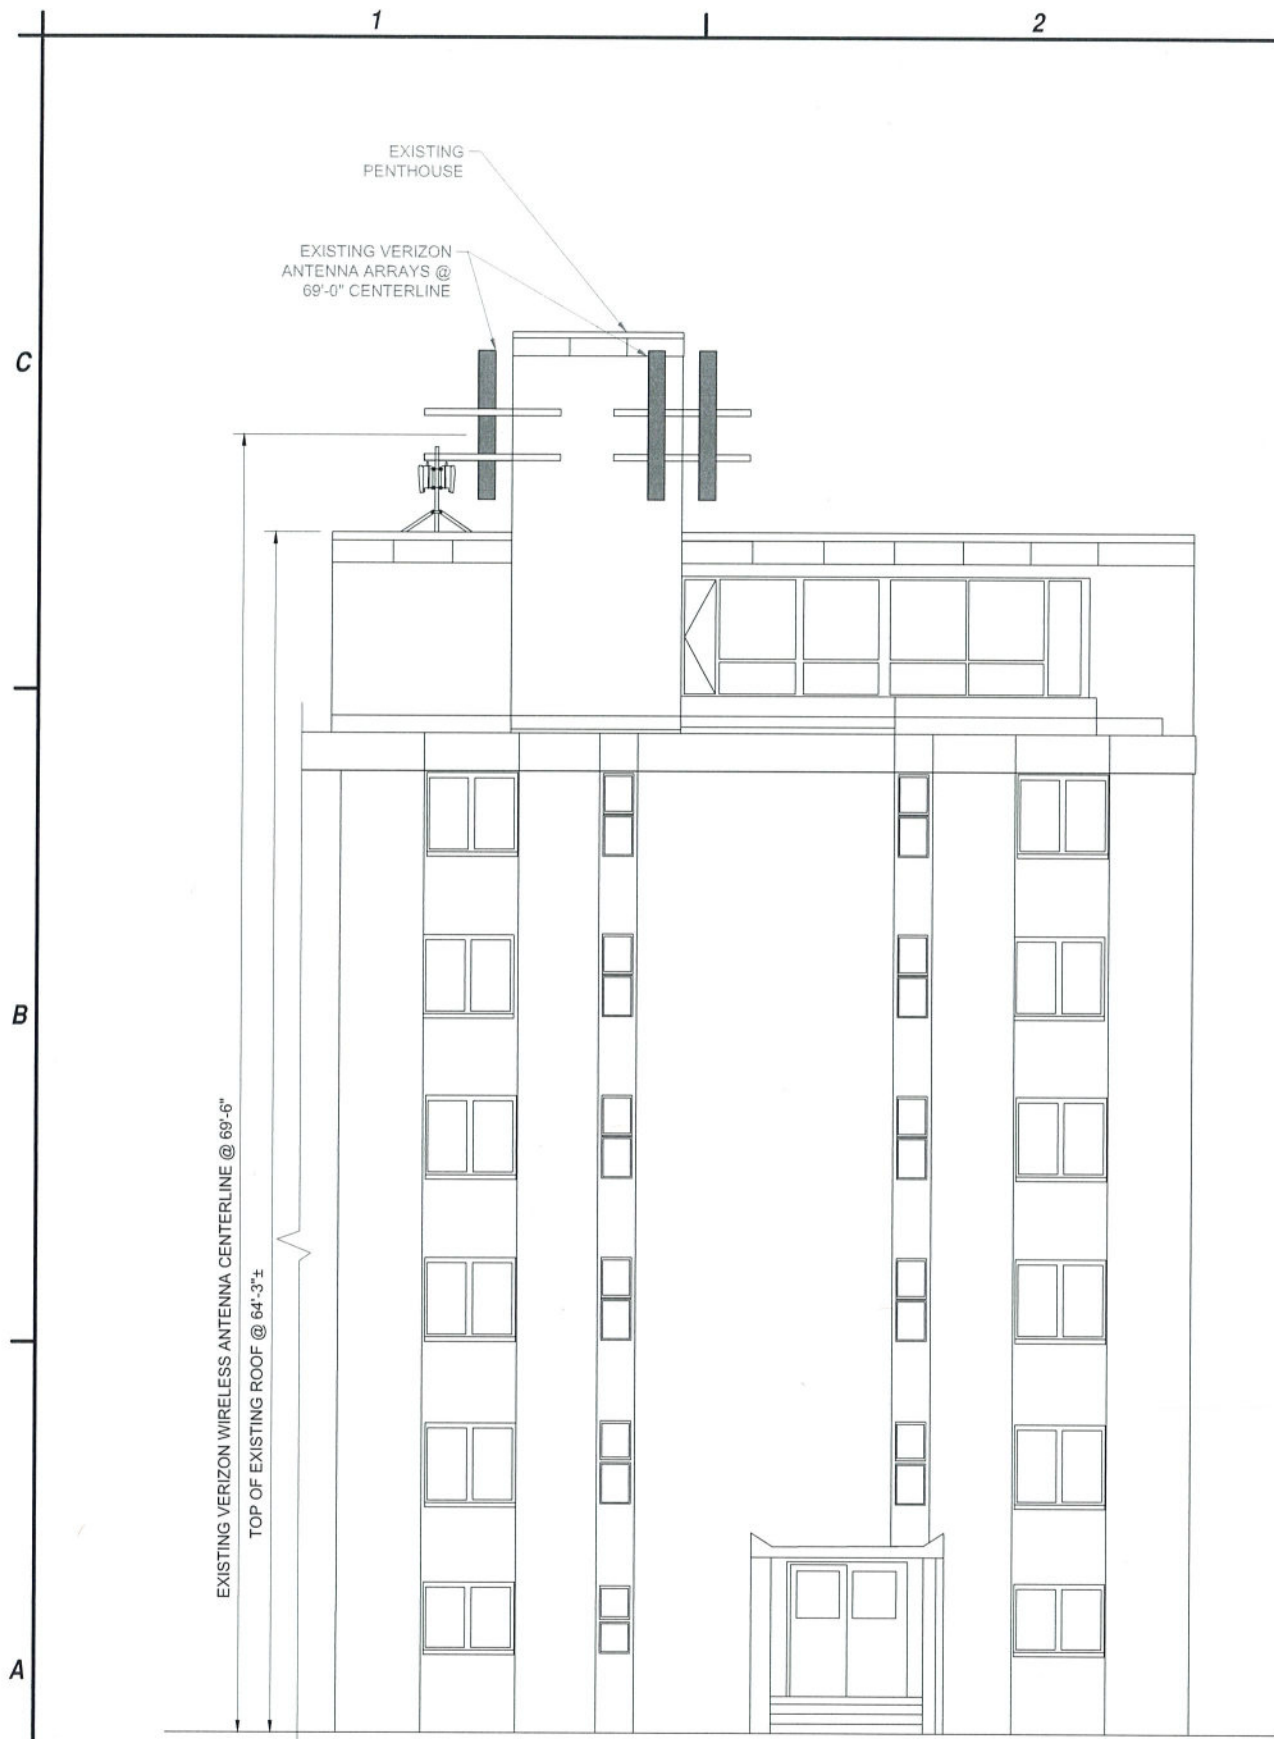 1
2
EXISTING
PENTHOUSE
EXISTING VERIZON
ANTENNA ARRAYS @
69'-0" CENTERLINE
C
B
EXISTING VERIZON WIRELESS ANTENNA CENTERLINE @ 69'-6"
TOP OF EXISTING ROOF @ 64'-3"±
A